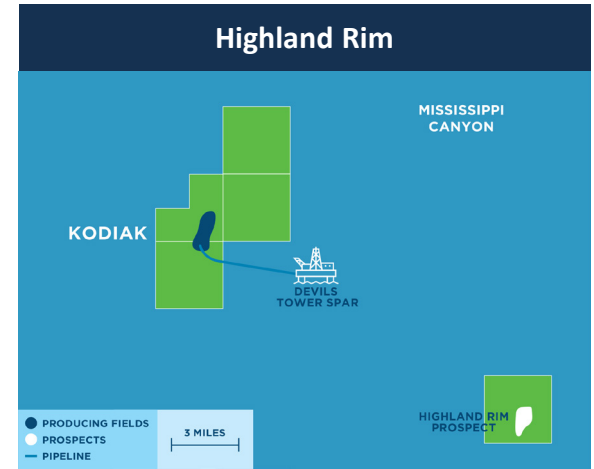 Highland Rim
MISSISSIPPI
CANYON
KODIAK
DEVILS
TOWER SPAR
HIGHLAND RIM
PROSPECT
PRODUCING FIELDS
PROSPECTS
PIPELINE
3 MILES